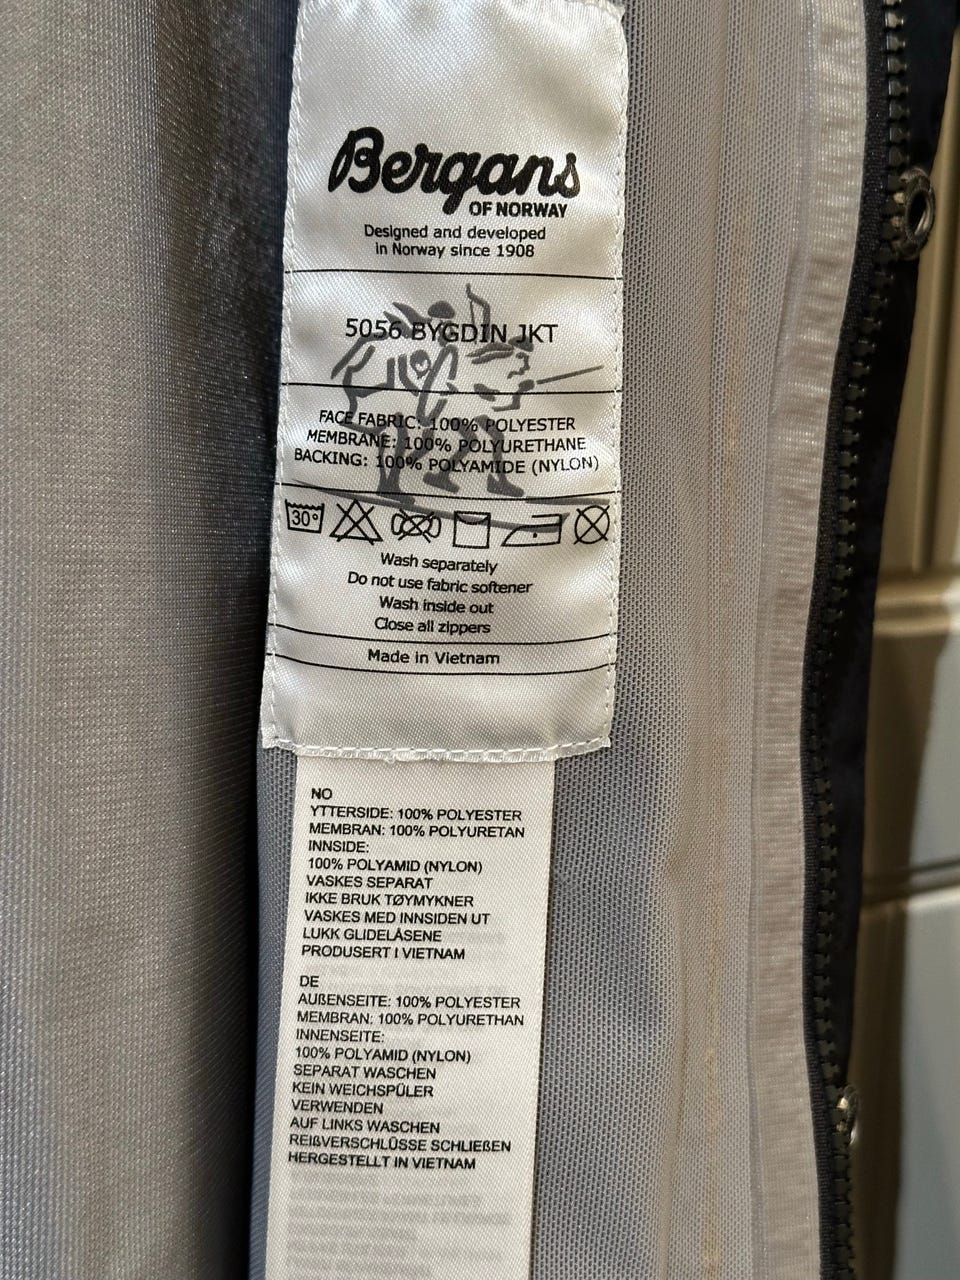 Bergans
OF NORWAY
Designed and developed
in Norway since 1908
5056 BYGDIN JKT
FACE FABRIC: 100% POLYESTER
MEMBRANE: 100% POLYURETHANE
BACKING: 100% POLYAMIDE (NYLON)
30°
Wash separately
Do not use fabric softener
Wash inside out
Close all zippers
Made in Vietnam
NO
YTTERSIDE: 100% POLYESTER
MEMBRAN: 100% POLYURETAN
INNSIDE:
100% POLYAMID (NYLON)
VASKES SEPARAT
IKKE BRUK TØYMYKNER
VASKES MED INNSIDEN UT
LUKK GLIDELÅSENE
PRODUSERT I VIETNAM
DE
AUßENSEITE: 100% POLYESTER
MEMBRAN: 100% POLYURETHAN
INNENSEITE:
100% POLYAMID (NYLON)
SEPARAT WASCHEN
KEIN WEICHSPÜLER
VERWENDEN
AUF LINKS WASCHEN
REIßVERSCHLÜSSE SCHLIEßEN
HERGESTELLT IN VIETNAM